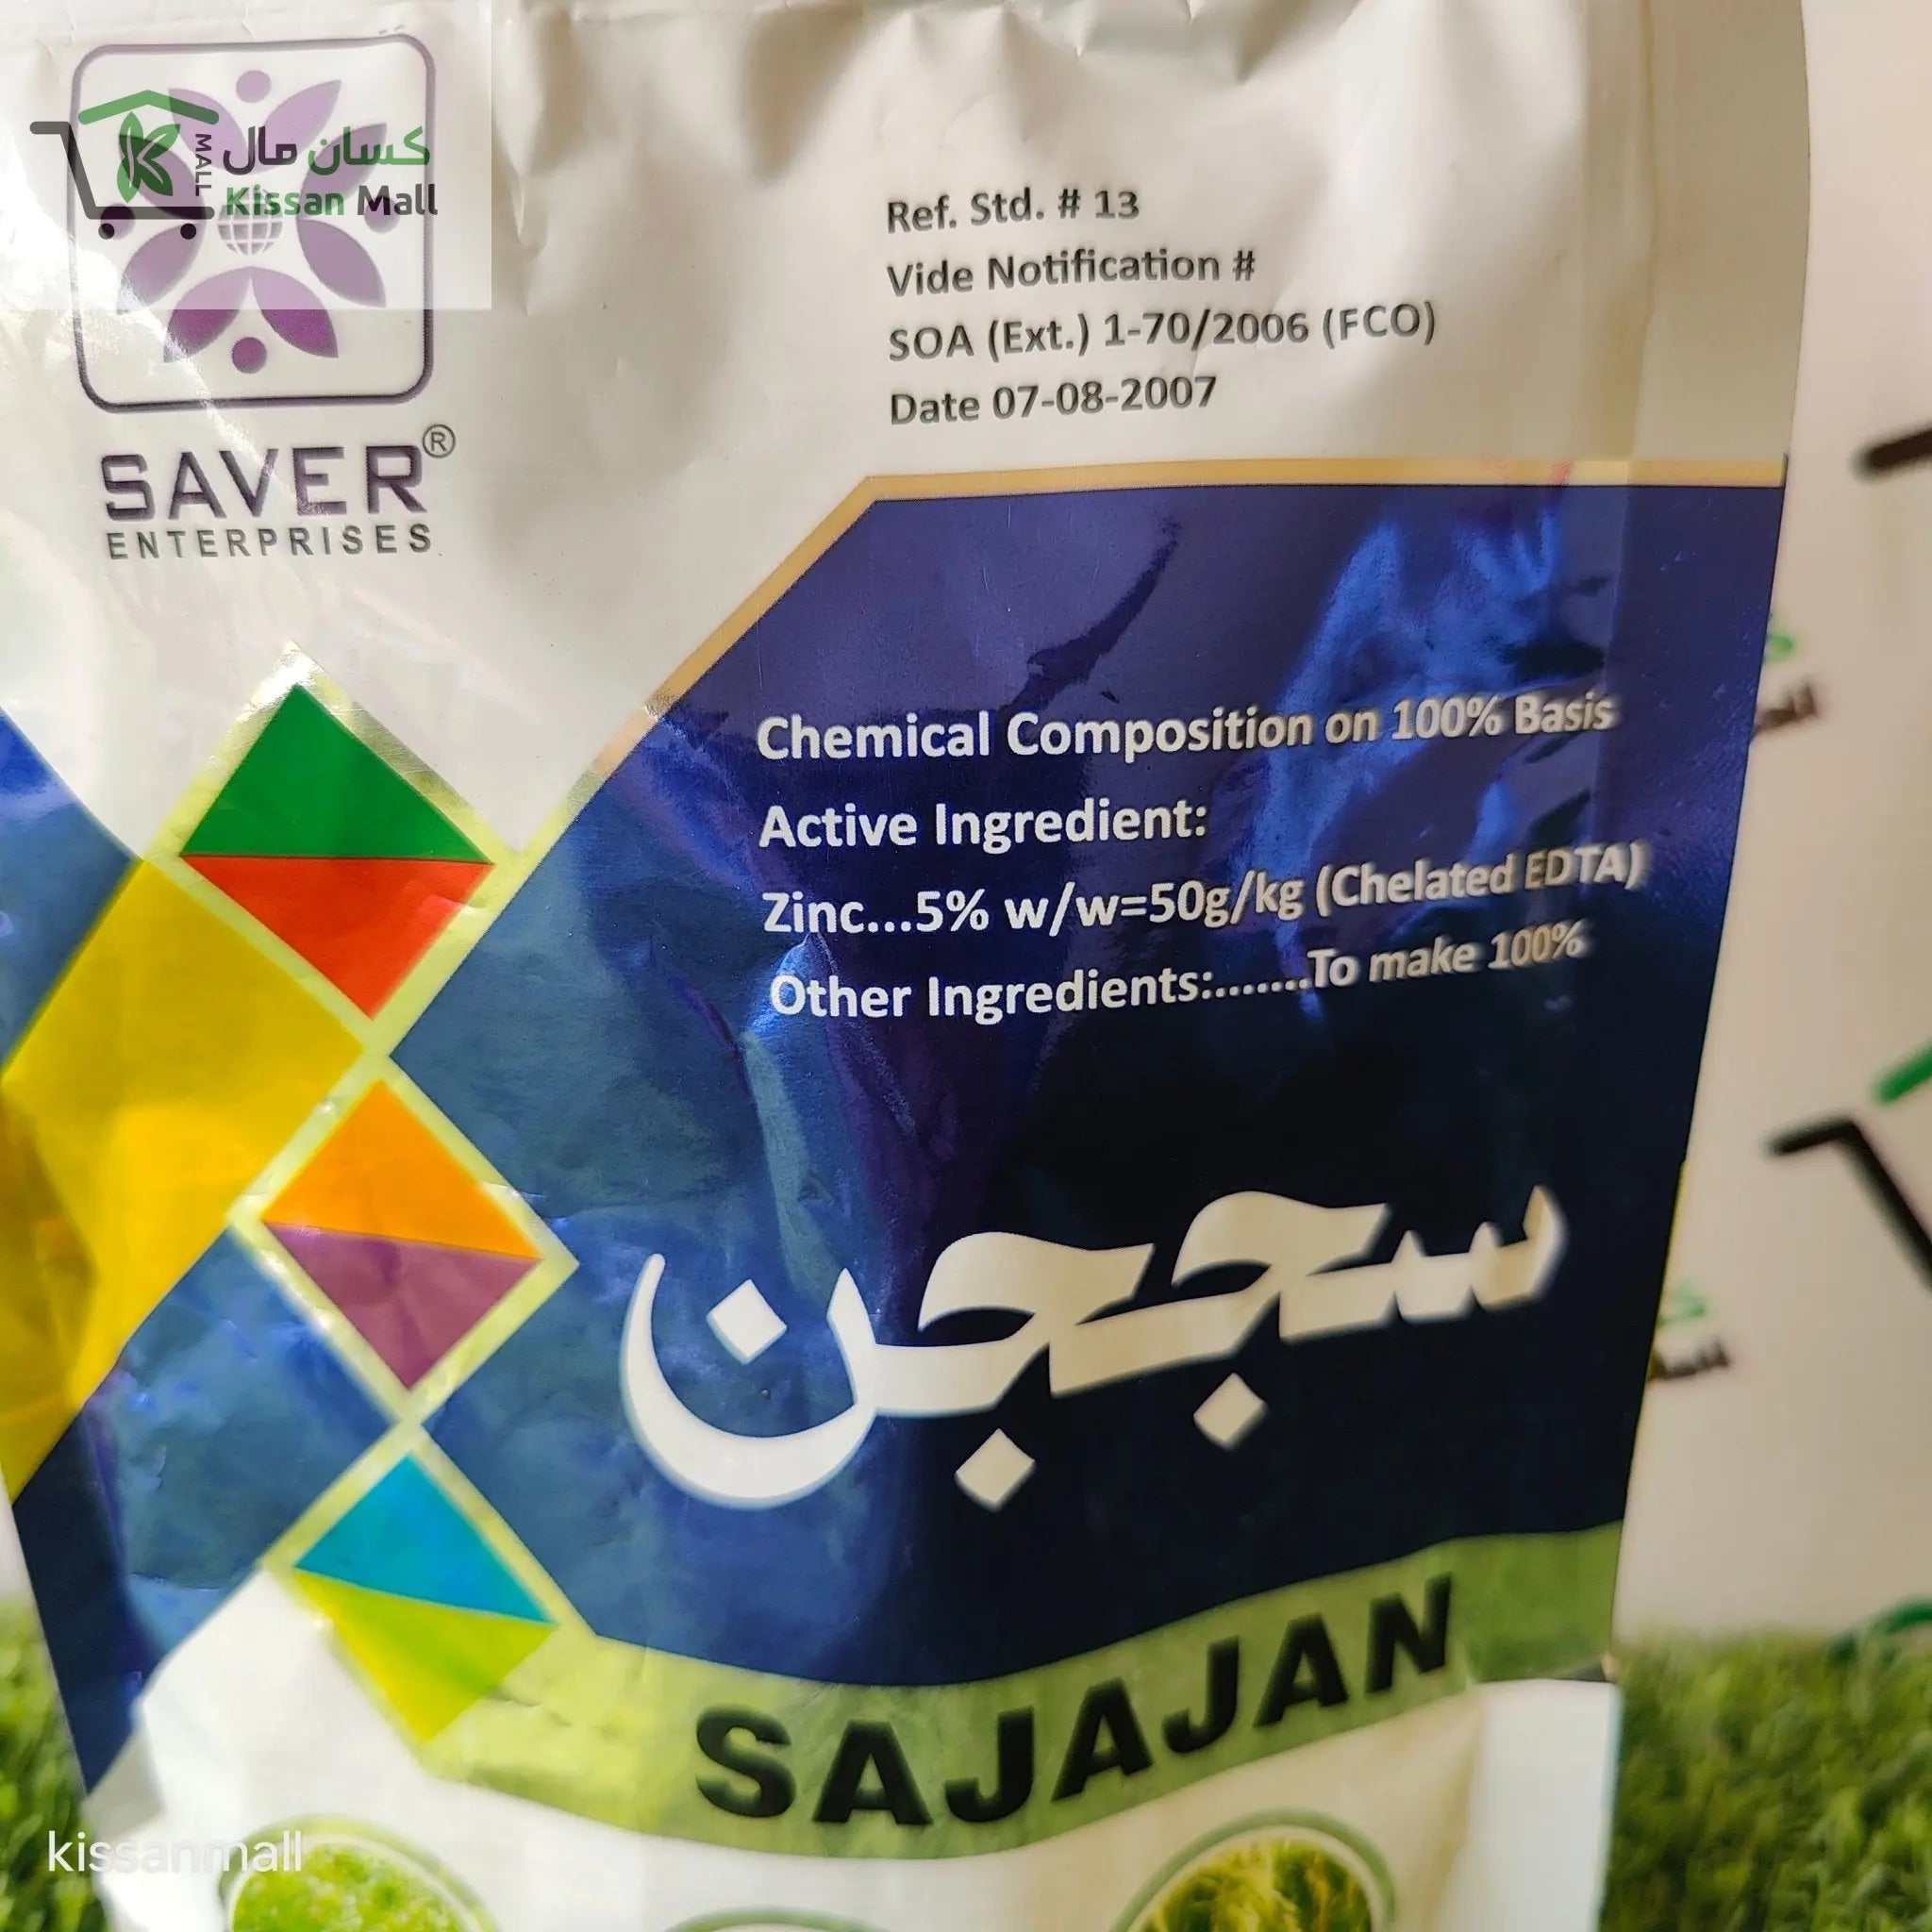 کسان مال
MALL
Kissan Mall
SAVER®
ENTERPRISES
Ref. Std. # 13
Vide Notification #
SOA (Ext.) 1-70/2006 (FCO)
Date 07-08-2007
Chemical Composition on 100% Basis
Active Ingredient:
Zinc...5% w/w=50g/kg (Chelated EDTA)
Other Ingredients:.......To make 100%
سججن
SAJAJAN
kissanmall